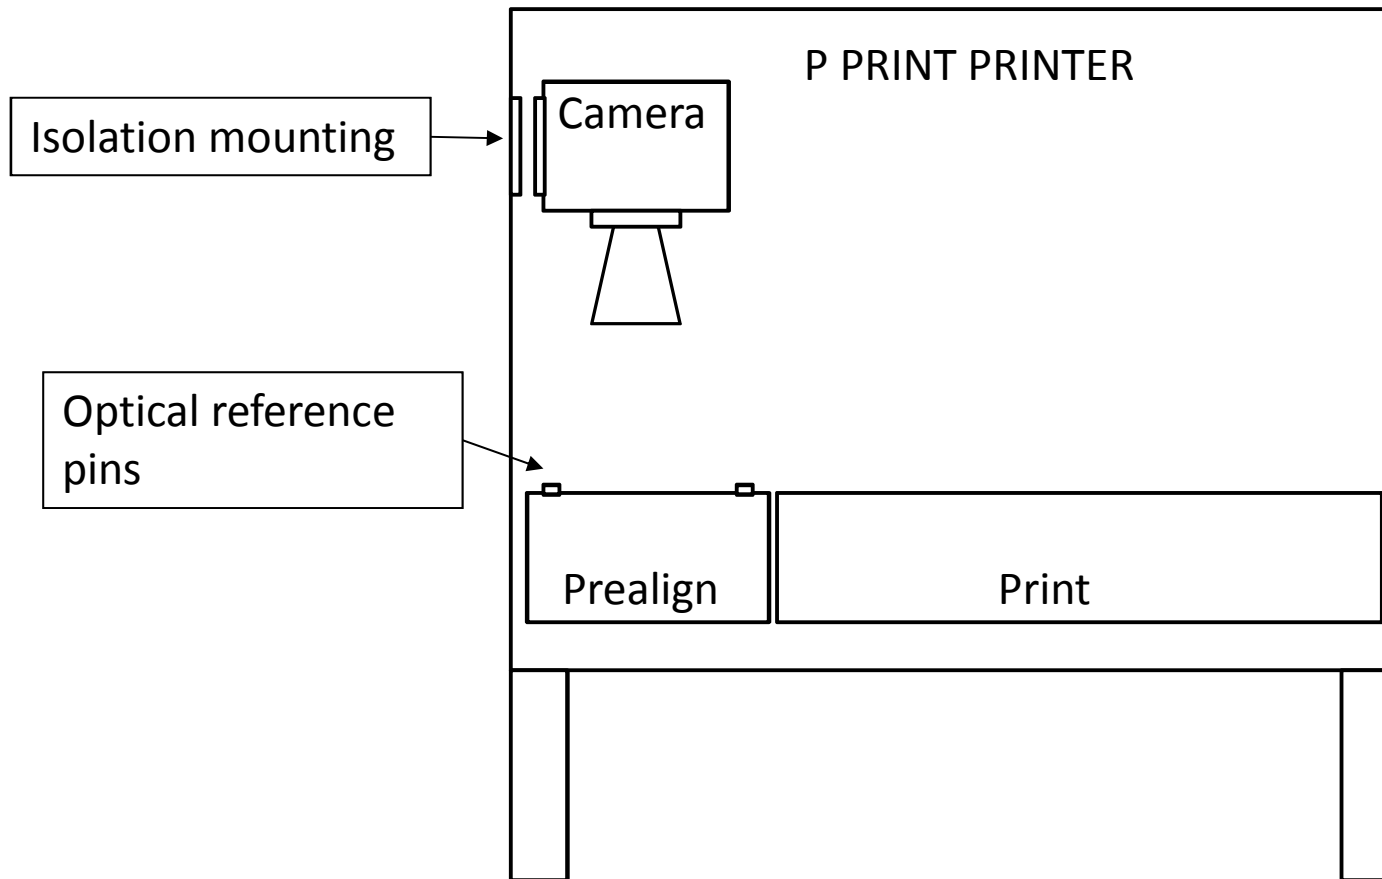 P PRINT PRINTER
Camera
Isolation mounting
Optical reference
pins
Prealign
Print